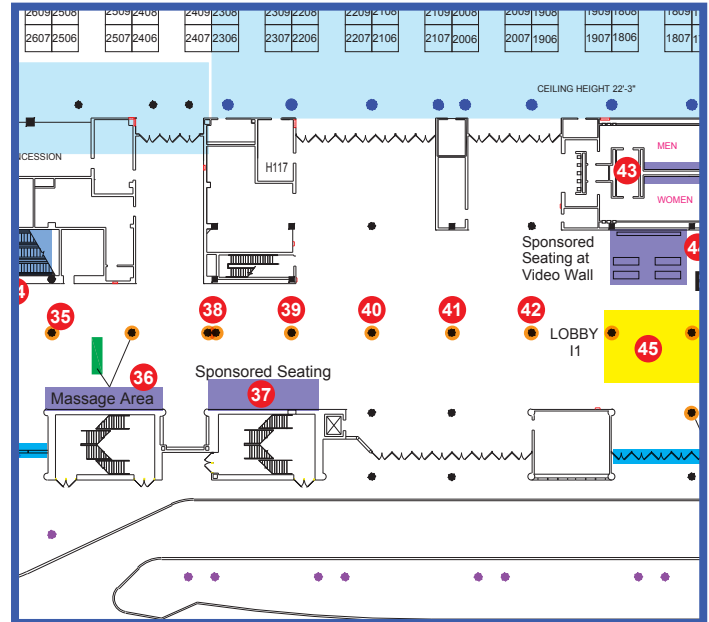 2609 2508 2509 2408 2409 2308 2309 2208 2209 2108 2109 2008 2009 1908 1909 1808 1809
2607 2506 2507 2406 2407 2306 2307 2206 2207 2106 2107 2006 2007 1906 1907 1806 1807
CEILING HEIGHT 22'-3"
NCESSION
H117
MEN
43
WOMEN
Sponsored
Seating at
Video Wall
44
4
35
38
39
40
41
42
LOBBY
I1
45
36
Massage Area
Sponsored Seating
37